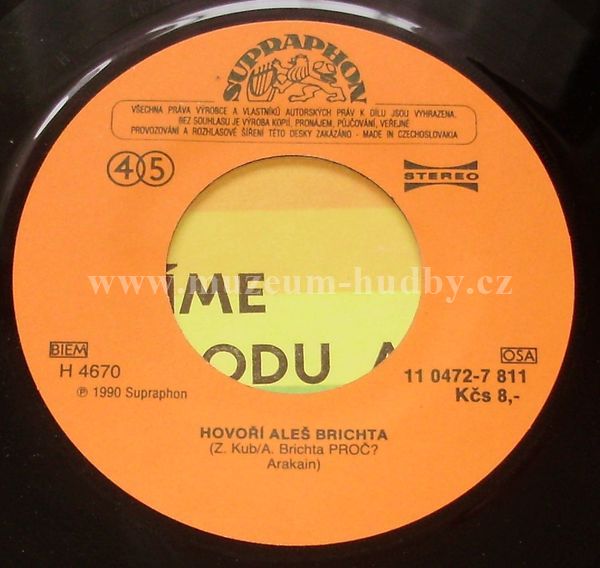 SUPRAPHON
VŠECHNA PRÁVA VÝROBCE A VLASTNÍKŮ AUTORSKÝCH PRÁV K DÍLU JSOU VYHRAZENA.
BEZ SOUHLASU JE VÝROBA KOPIÍ, PRONÁJEM, PŮJČOVÁNÍ, VEŘEJNÉ
PROVOZOVÁNÍ A ROZHLASOVÉ ŠÍŘENÍ TÉTO DESKY ZAKÁZÁNO - MADE IN CZECHOSLOVAKIA
45
STEREO
www.muzeum-hudby.cz
ÍME
ODU A
BIEM
H 4670
℗ 1990 Supraphon
OSA
11 0472-7 811
Kčs 8,-
HOVOŘÍ ALEŠ BRICHTA
(Z. Kub/A. Brichta PROČ?
Arakain)